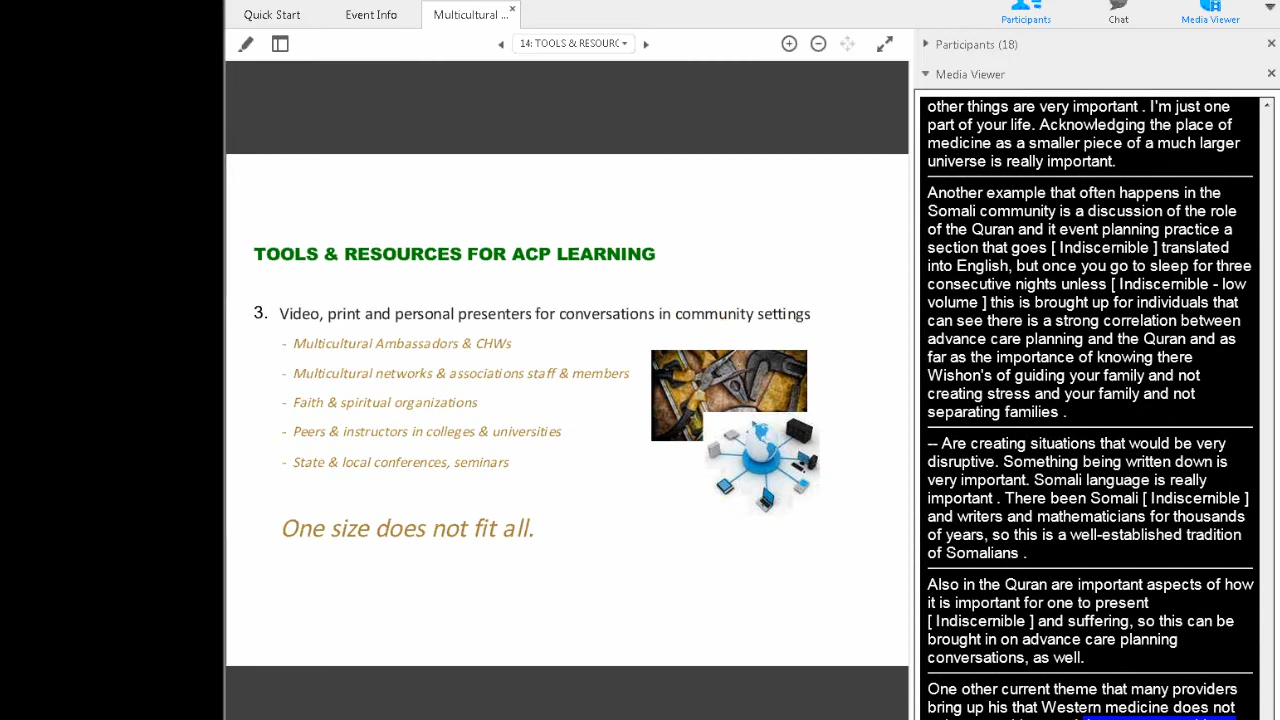 Quick Start
Event Info
Multicultural ...
Participants
Chat
Media Viewer
14: TOOLS & RESOURC
Participants (18)
Media Viewer
TOOLS & RESOURCES FOR ACP LEARNING
3. Video, print and personal presenters for conversations in community settings
- Multicultural Ambassadors & CHWs
- Multicultural networks & associations staff & members
- Faith & spiritual organizations
- Peers & instructors in colleges & universities
- State & local conferences, seminars
One size does not fit all.
other things are very important . I'm just one
part of your life. Acknowledging the place of
medicine as a smaller piece of a much larger
universe is really important.
Another example that often happens in the
Somali community is a discussion of the role
of the Quran and it event planning practice a
section that goes [ Indiscernible ] translated
into English, but once you go to sleep for three
consecutive nights unless [ Indiscernible - low
volume ] this is brought up for individuals that
can see there is a strong correlation between
advance care planning and the Quran and as
far as the importance of knowing there
Wishon's of guiding your family and not
creating stress and your family and not
separating families .
-- Are creating situations that would be very
disruptive. Something being written down is
very important. Somali language is really
important . There been Somali [ Indiscernible ]
and writers and mathematicians for thousands
of years, so this is a well-established tradition
of Somalians .
Also in the Quran are important aspects of how
it is important for one to present
[ Indiscernible ] and suffering, so this can be
brought in on advance care planning
conversations, as well.
One other current theme that many providers
bring up his that Western medicine does not